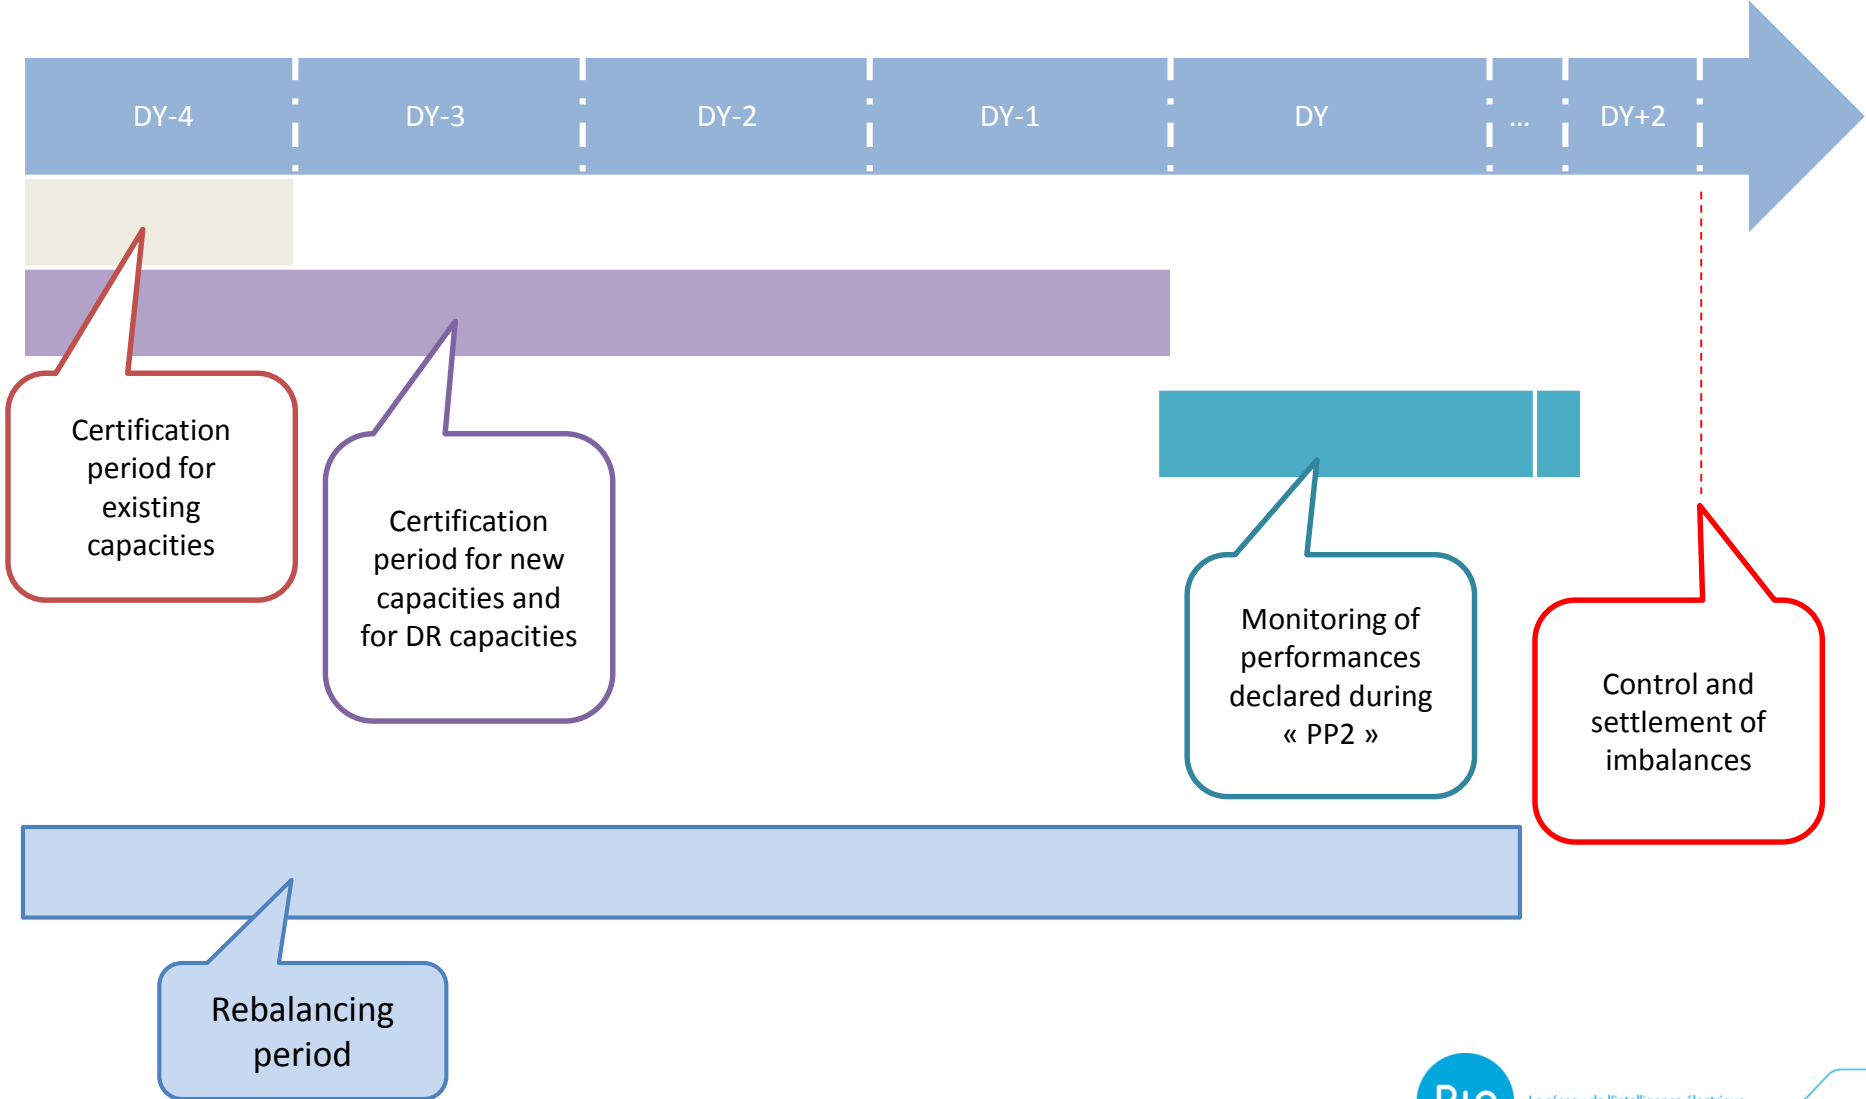 DY-4 DY-3 DY-2 DY-1 DY ... DY+2
Certification
period for
existing
capacities
Certification
period for new
capacities and
for DR capacities
Monitoring of
performances
declared during
« PP2 »
Control and
settlement of
imbalances
Rebalancing
period